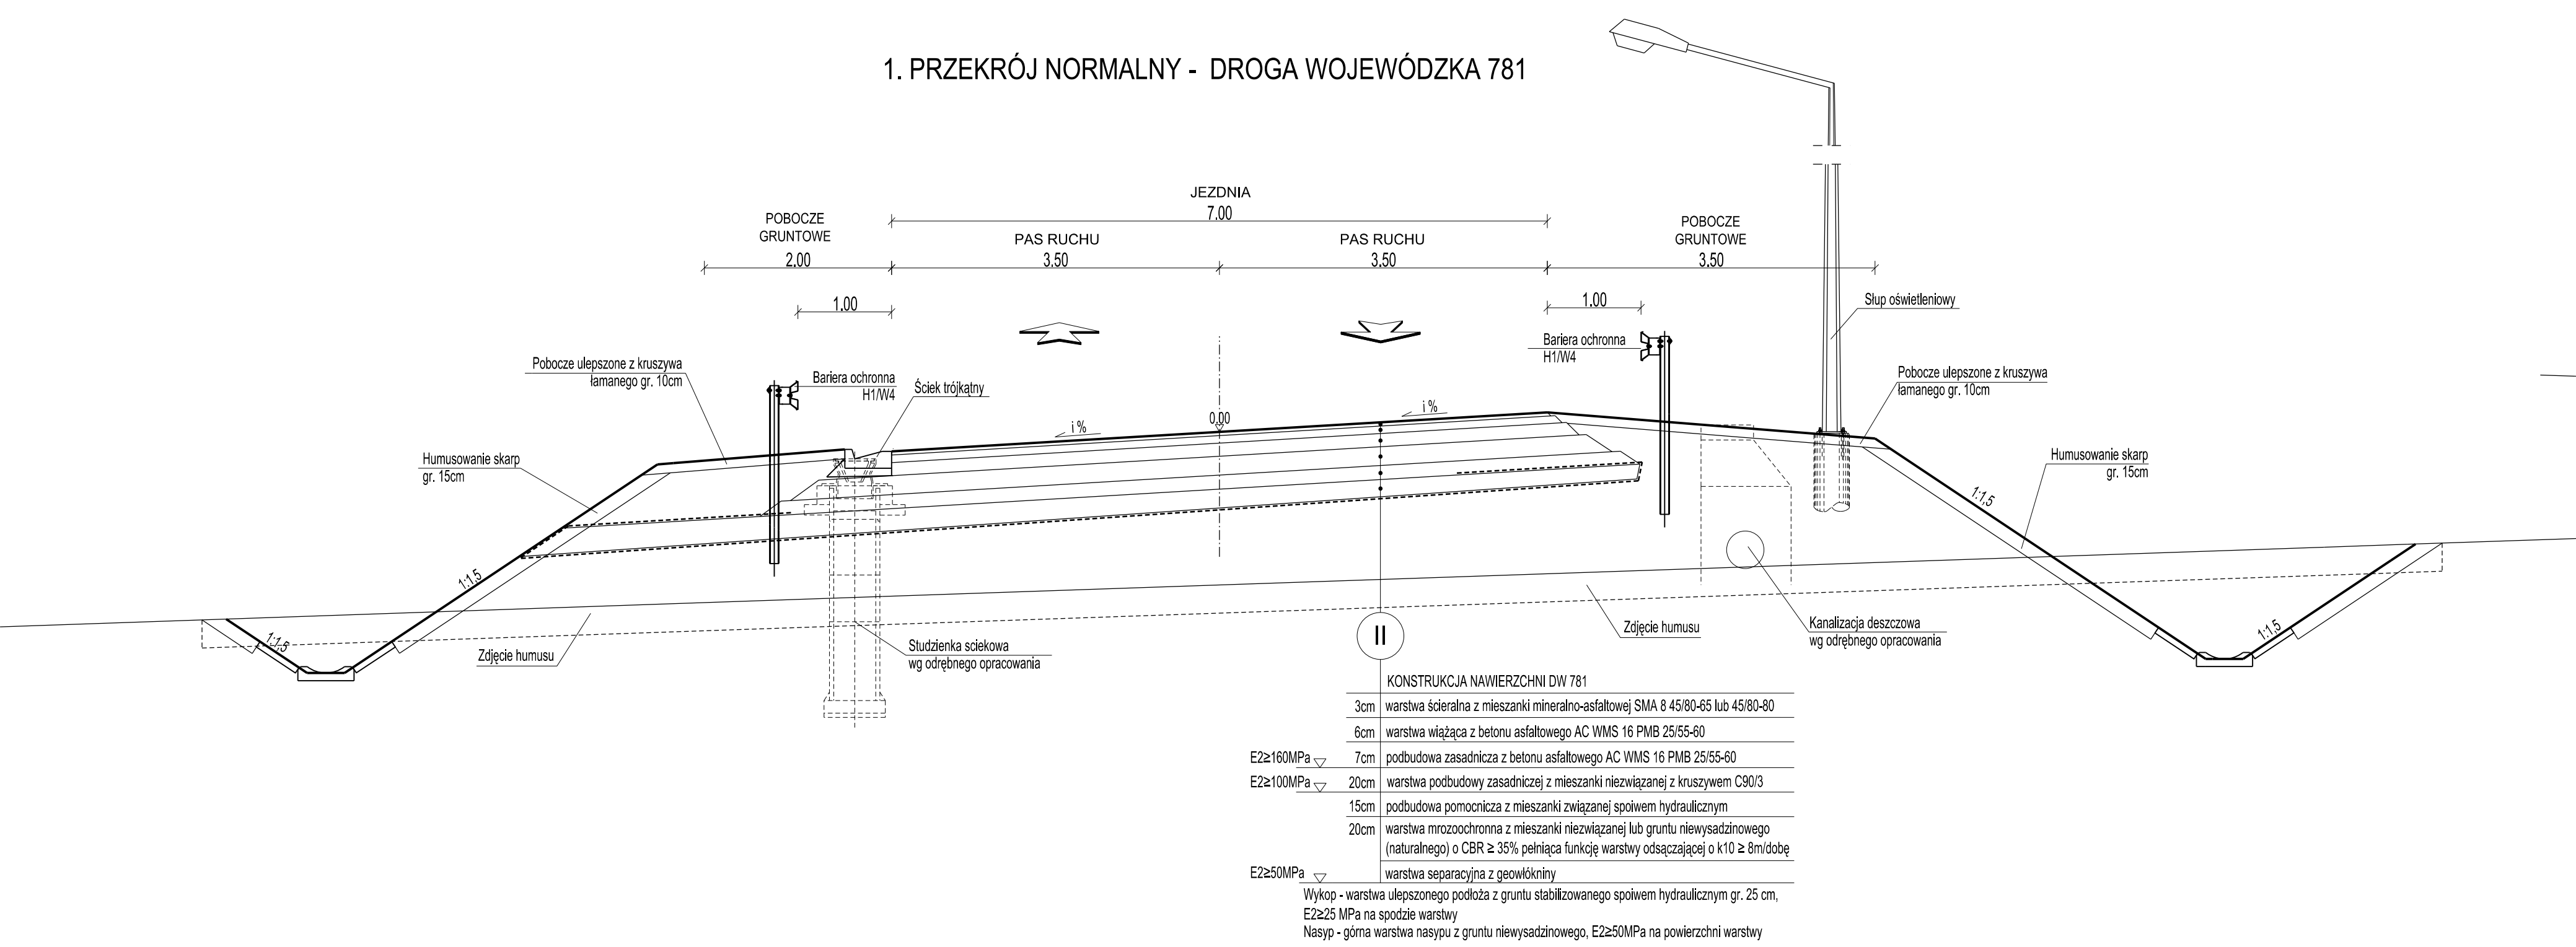 1. PRZEKRÓJ NORMALNY - DROGA WOJEWÓDZKA 781
JEZDNIA
7.00
POBOCZE
GRUNTOWE
2.00
PAS RUCHU
3.50
PAS RUCHU
3.50
POBOCZE
GRUNTOWE
3.50
1.00
1.00
Słup oświetleniowy
Bariera ochronna
H1/W4
Pobocze ulepszone z kruszywa
łamanego gr. 10cm
Bariera ochronna
H1/W4
Ściek trójkątny
Pobocze ulepszone z kruszywa
łamanego gr. 10cm
i %
0,00
i %
Humusowanie skarp
gr. 15cm
Humusowanie skarp
gr. 15cm
1:1,5
1:1,5
1:1,5
1:1,5
Zdjęcie humusu
Studzienka sciekowa
wg odrębnego opracowania
II
Zdjęcie humusu
Kanalizacja deszczowa
wg odrębnego opracowania
KONSTRUKCJA NAWIERZCHNI DW 781
3cm warstwa ścieralna z mieszanki mineralno-asfaltowej SMA 8 45/80-65 lub 45/80-80
6cm warstwa wiążąca z betonu asfaltowego AC WMS 16 PMB 25/55-60
E2≥160MPa 7cm podbudowa zasadnicza z betonu asfaltowego AC WMS 16 PMB 25/55-60
E2≥100MPa 20cm warstwa podbudowy zasadniczej z mieszanki niezwiązanej z kruszywem C90/3
15cm podbudowa pomocnicza z mieszanki związanej spoiwem hydraulicznym
20cm warstwa mrozoochronna z mieszanki niezwiązanej lub gruntu niewysadzinowego
(naturalnego) o CBR ≥ 35% pełniąca funkcję warstwy odsączającej o k10 ≥ 8m/dobę
E2≥50MPa warstwa separacyjna z geowłókniny
Wykop - warstwa ulepszonego podłoża z gruntu stabilizowanego spoiwem hydraulicznym gr. 25 cm,
E2≥25 MPa na spodzie warstwy
Nasyp - górna warstwa nasypu z gruntu niewysadzinowego, E2≥50MPa na powierzchni warstwy